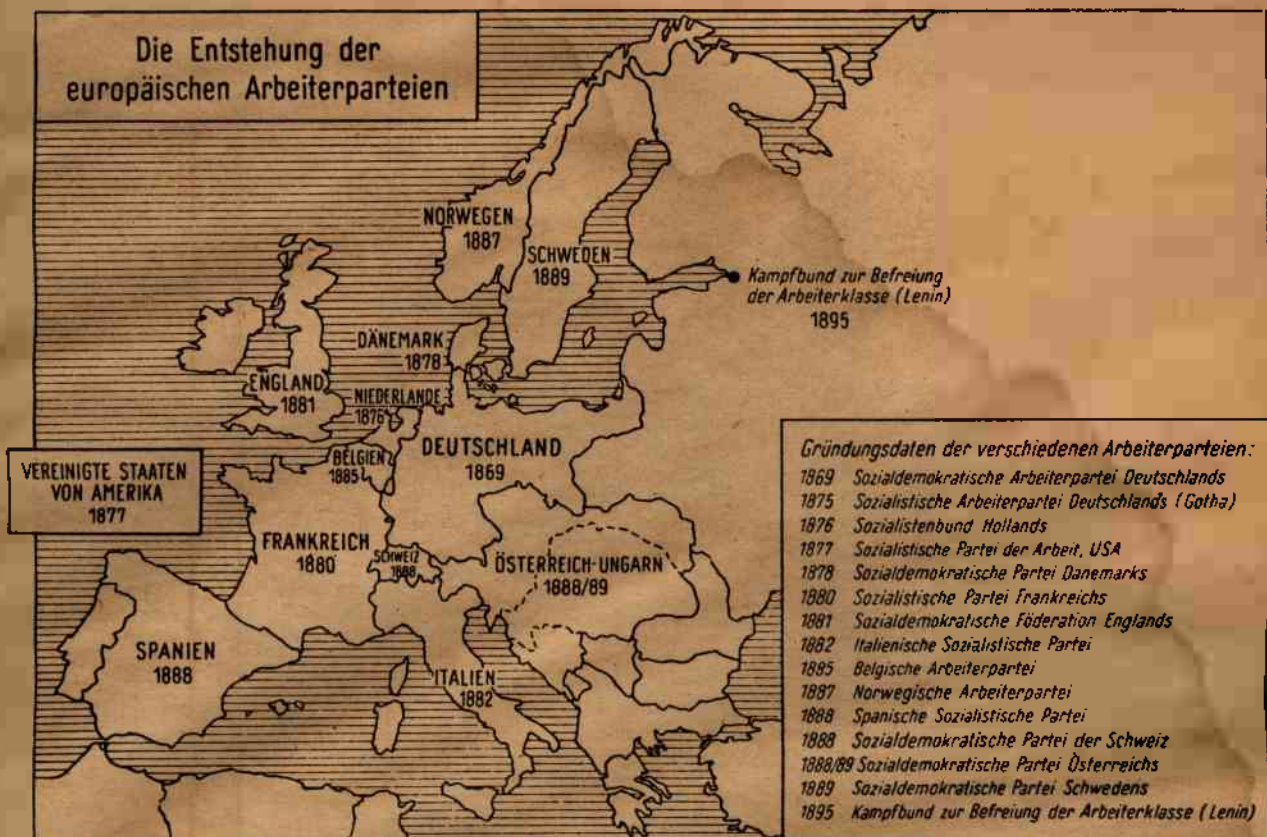 Die Entstehung der
europäischen Arbeiterparteien
NORWEGEN
1887
SCHWEDEN
1889
Kampfbund zur Befreiung
der Arbeiterklasse (Lenin)
1895
DÄNEMARK
1878
ENGLAND
1881
NIEDERLANDE
1876
BELGIEN
1885
DEUTSCHLAND
1869
VEREINIGTE STAATEN
VON AMERIKA
1877
FRANKREICH
1880
SCHWEIZ
1888
ÖSTERREICH-UNGARN
1888/89
SPANIEN
1888
ITALIEN
1882
Gründungsdaten der verschiedenen Arbeiterparteien:
1869 Sozialdemokratische Arbeiterpartei Deutschlands
1875 Sozialistische Arbeiterpartei Deutschlands (Gotha)
1876 Sozialistenbund Hollands
1877 Sozialistische Partei der Arbeit, USA
1878 Sozialdemokratische Partei Danemarks
1880 Sozialistische Partei Frankreichs
1881 Sozialdemokratische Föderation Englands
1882 Italienische Sozialistische Partei
1885 Belgische Arbeiterpartei
1887 Norwegische Arbeiterpartei
1888 Spanische Sozialistische Partei
1888 Sozialdemokratische Partei der Schweiz
1888/89 Sozialdemokratische Partei Österreichs
1889 Sozialdemokratische Partei Schwedens
1895 Kampfbund zur Befreiung der Arbeiterklasse (Lenin)